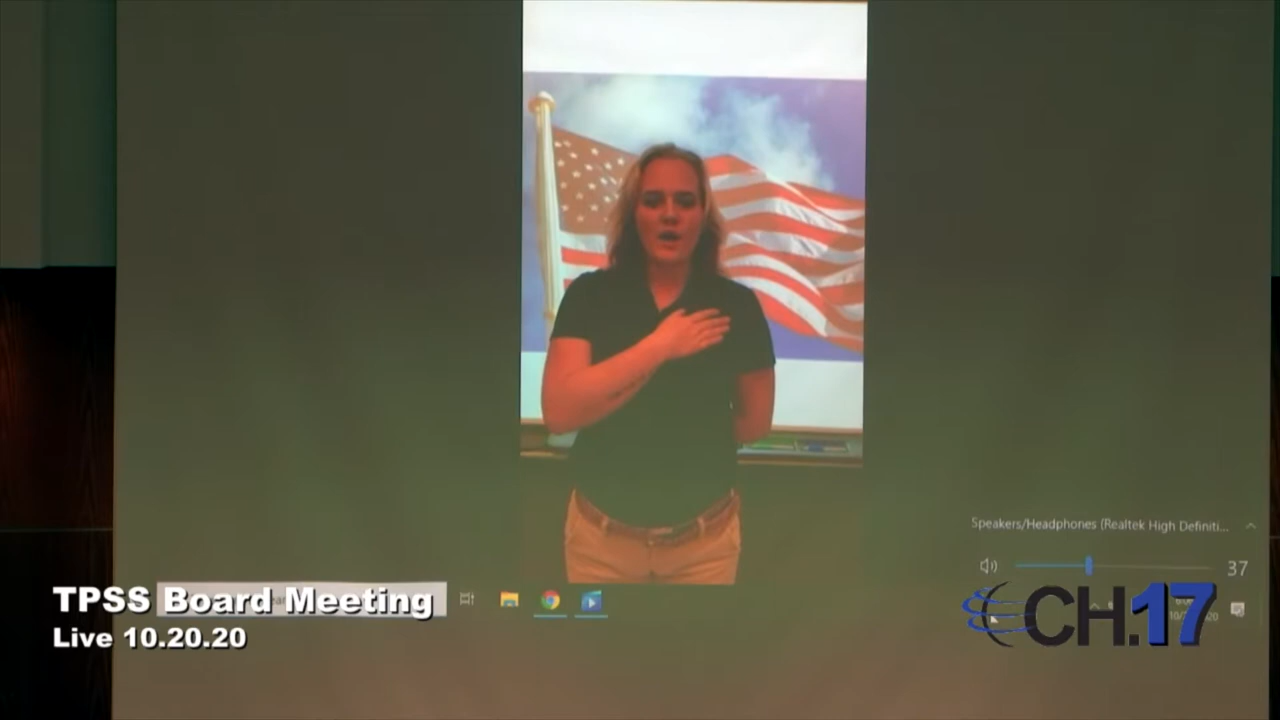 Speakers/Headphones (Realtek High Definiti...
37
TPSS Board Meeting
CH.17
Live 10.20.20